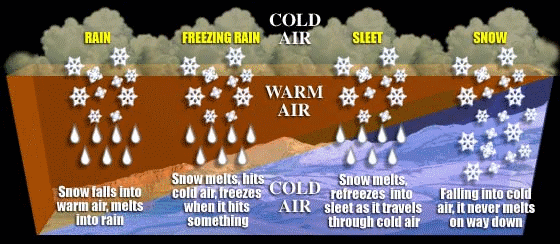 COLD
AIR
RAIN
FREEZING RAIN
SLEET
SNOW
WARM
AIR
COLD
AIR
Snow falls into
warm air, melts
into rain
Snow melts, hits
cold air, freezes
when it hits
something
Snow melts,
refreezes into
sleet as it travels
through cold air
Falling into cold
air, it never melts
on way down